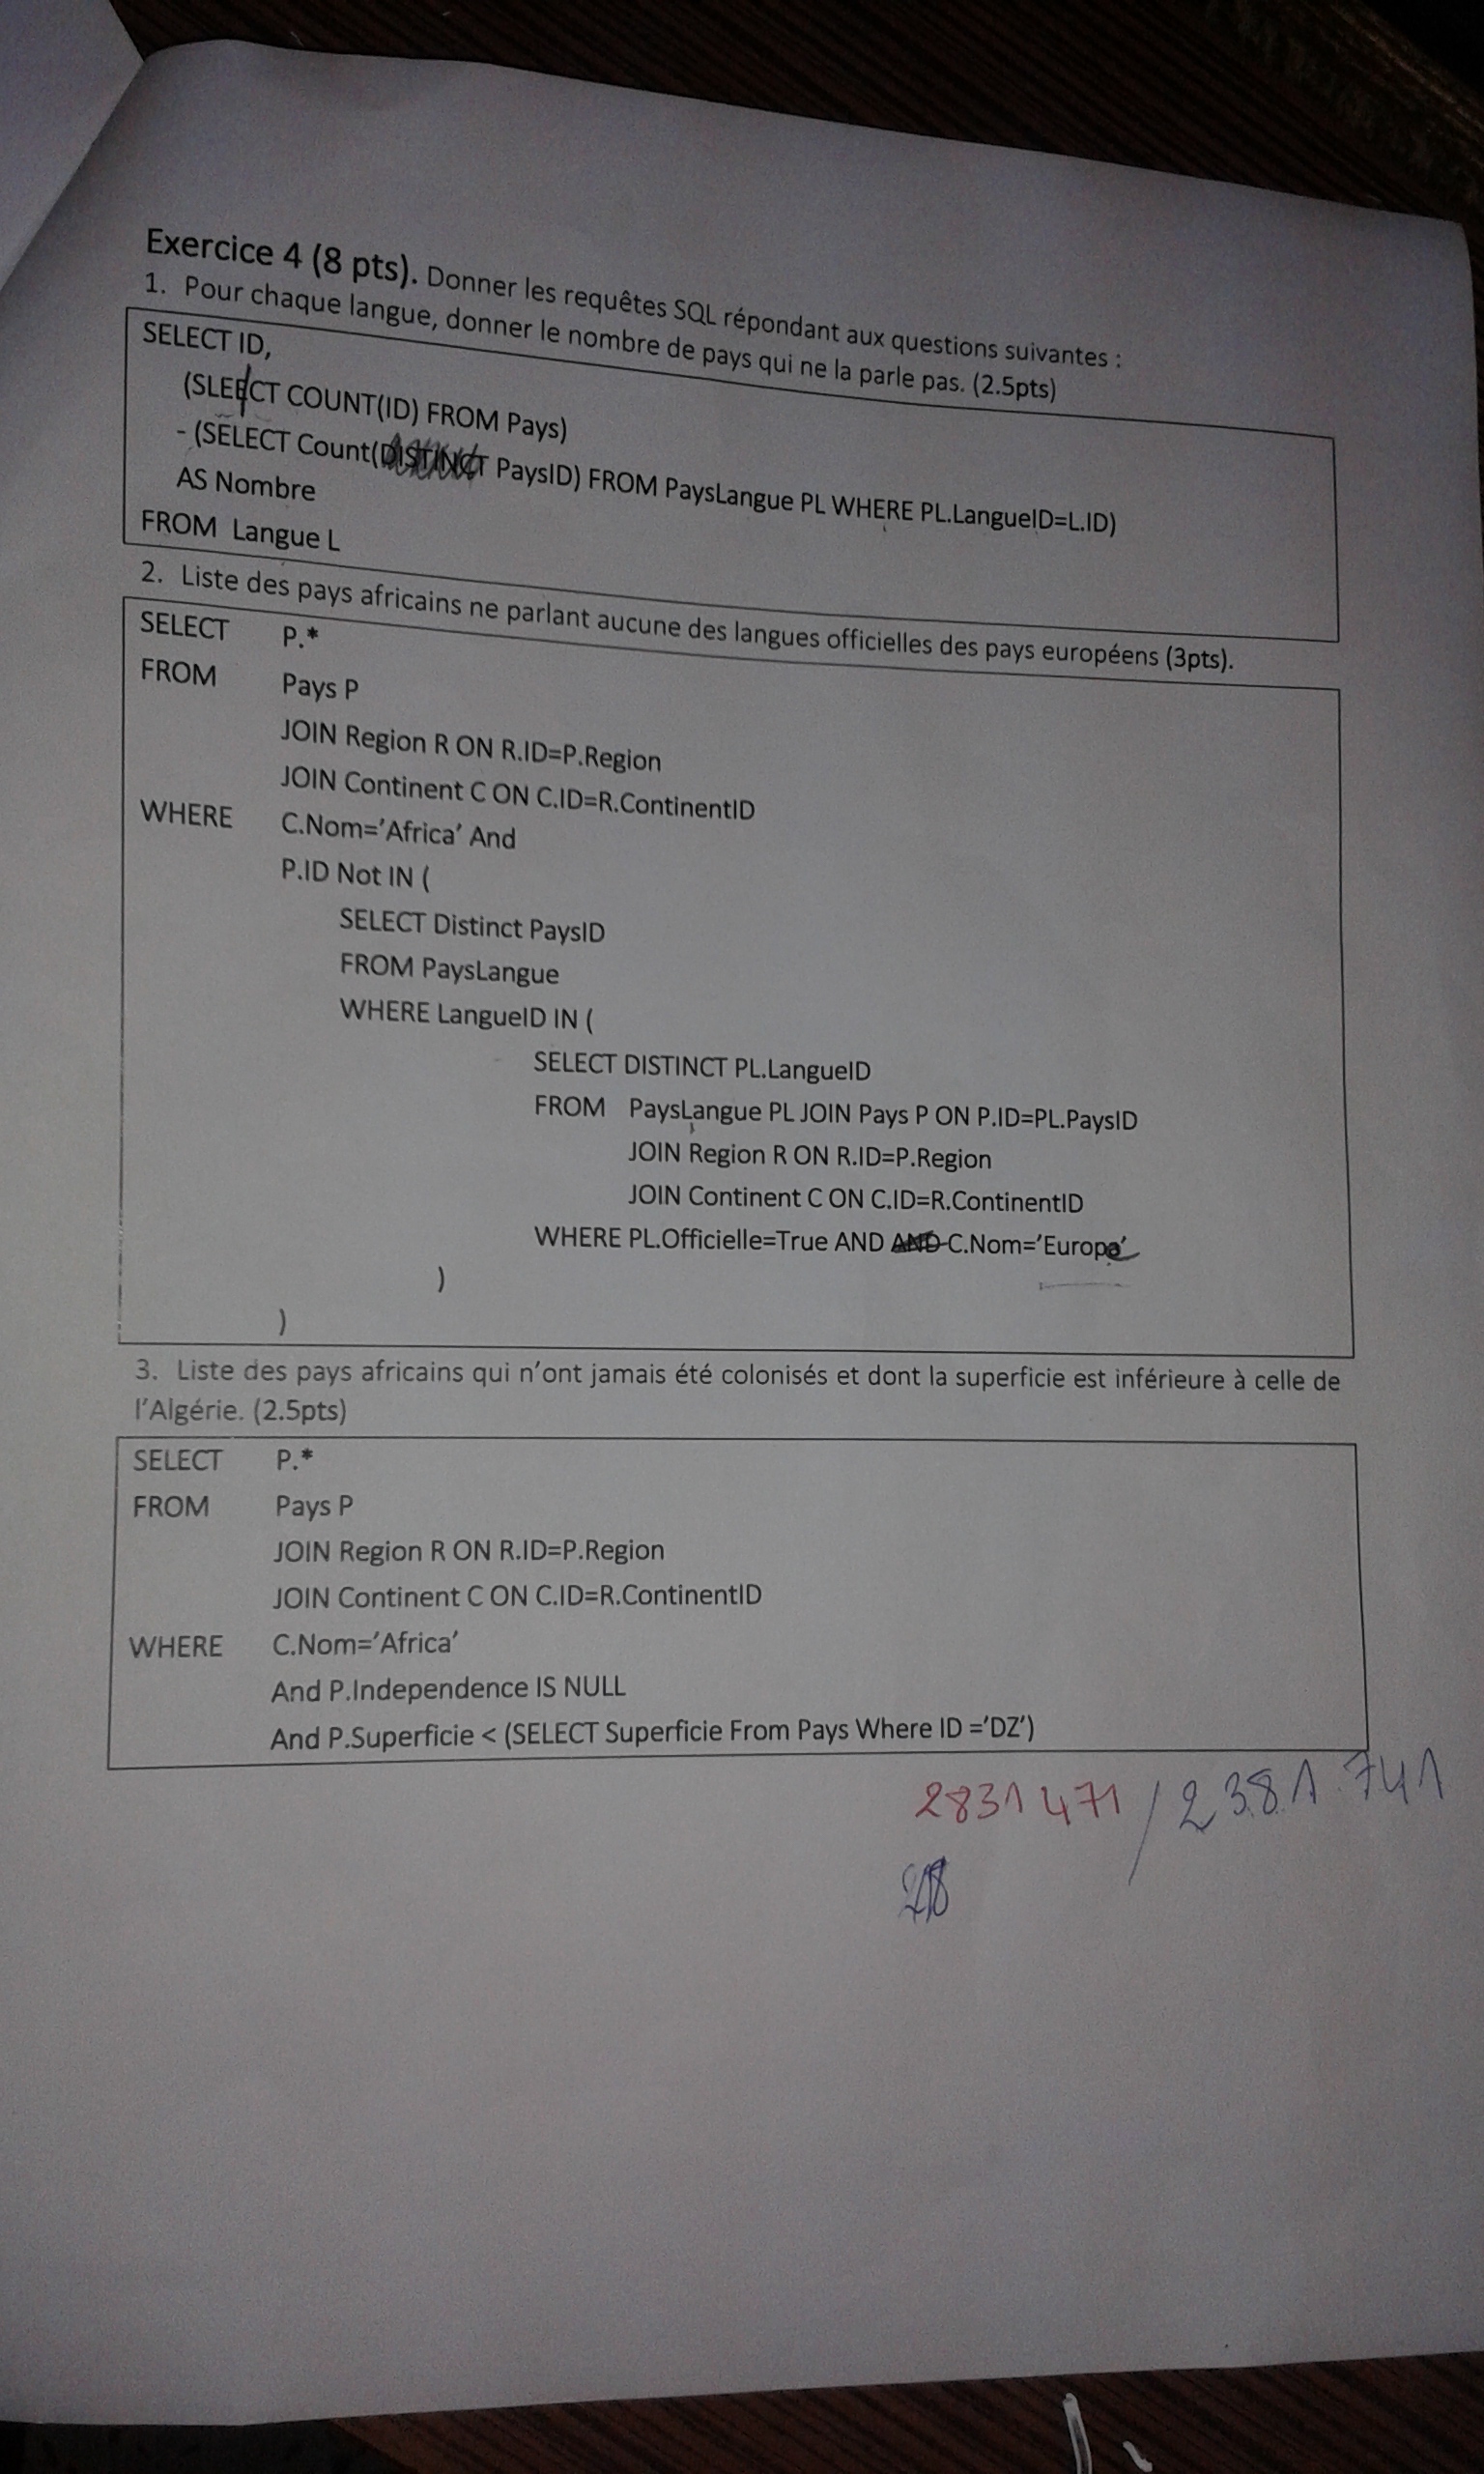 Exercice 4 (8 pts). Donner les requêtes SQL répondant aux questions suivantes :
1. Pour chaque langue, donner le nombre de pays qui ne la parle pas. (2.5pts)
SELECT ID,
(SLEECT COUNT(ID) FROM Pays)
- (SELECT Count(DISTINCT PaysID) FROM PaysLangue PL WHERE PL.LangueID=L.ID)
AS Nombre
FROM Langue L
2. Liste des pays africains ne parlant aucune des langues officielles des pays européens (3pts).
SELECT P.*
FROM Pays P
JOIN Region R ON R.ID=P.Region
JOIN Continent C ON C.ID=R.ContinentID
WHERE C.Nom='Africa' And
P.ID Not IN (
SELECT Distinct PaysID
FROM PaysLangue
WHERE LangueID IN (
SELECT DISTINCT PL.LangueID
FROM PaysLangue PL JOIN Pays P ON P.ID=PL.PaysID
JOIN Region R ON R.ID=P.Region
JOIN Continent C ON C.ID=R.ContinentID
WHERE PL.Officielle=True AND AND C.Nom='Europe'
)
)
3. Liste des pays africains qui n'ont jamais été colonisés et dont la superficie est inférieure à celle de
l'Algérie. (2.5pts)
SELECT P.*
FROM Pays P
JOIN Region R ON R.ID=P.Region
JOIN Continent C ON C.ID=R.ContinentID
WHERE C.Nom='Africa'
And P.Independence IS NULL
And P.Superficie < (SELECT Superficie From Pays Where ID ='DZ')
2831 471 / 2.381.741